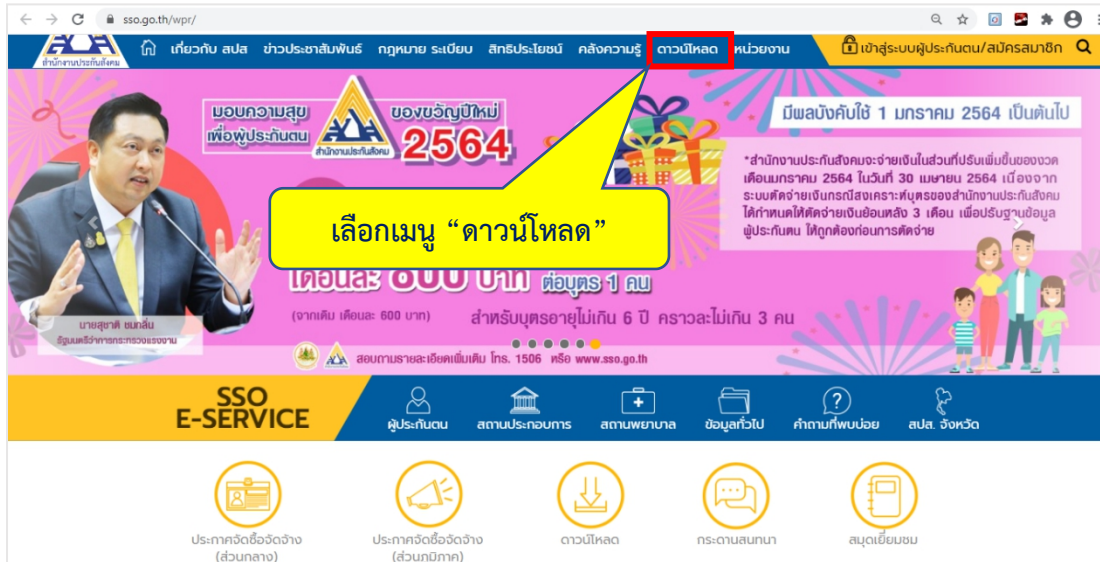 sso.go.th/wpr/
สำนักงานประกันสังคม
เกี่ยวกับ สปส ข่าวประชาสัมพันธ์ กฎหมาย ระเบียบ สิทธิประโยชน์ คลังความรู้ ดาวน์โหลด หน่วยงาน
เข้าสู่ระบบผู้ประกันตน/สมัครสมาชิก
มอบความสุข
เพื่อผู้ประกันตน
สำนักงานประกันสังคม
ของขวัญปีใหม่
2564
มีผลบังคับใช้ 1 มกราคม 2564 เป็นต้นไป
*สำนักงานประกันสังคมจะจ่ายเงินในส่วนที่ปรับเพิ่มขึ้นของงวด
เดือนมกราคม 2564 ในวันที่ 30 เมษายน 2564 เนื่องจาก
ระบบตัดจ่ายเงินกรณีสงเคราะห์บุตรของสำนักงานประกันสังคม
ได้กำหนดให้ตัดจ่ายเงินย้อนหลัง 3 เดือน เพื่อปรับฐานข้อมูล
ผู้ประกันตน ให้ถูกต้องก่อนการตัดจ่าย
เลือกเมนู “ดาวน์โหลด”
เดือนละ 800 บาท ต่อบุตร 1 คน
(จากเดิม เดือนละ 600 บาท) สำหรับบุตรอายุไม่เกิน 6 ปี คราวละไม่เกิน 3 คน
นายสุชาติ ชมกลิ่น
รัฐมนตรีว่าการกระทรวงแรงงาน
สอบถามรายละเอียดเพิ่มเติม โทร. 1506 หรือ www.sso.go.th
SSO
E-SERVICE
ผู้ประกันตน สถานประกอบการ สถานพยาบาล ข้อมูลทั่วไป คำถามที่พบบ่อย สปส. จังหวัด
ประกาศจัดซื้อจัดจ้าง
(ส่วนกลาง)
ประกาศจัดซื้อจัดจ้าง
(ส่วนภูมิภาค)
ดาวน์โหลด
กระดานสนทนา
สมุดเยี่ยมชม